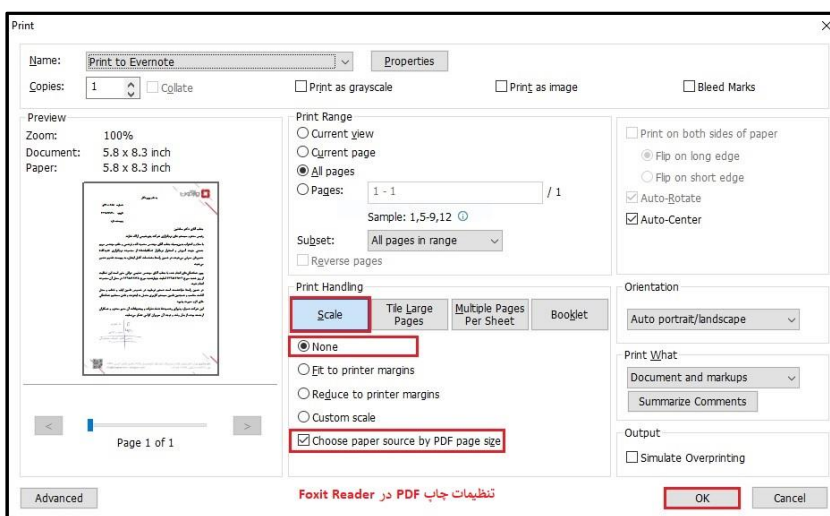 Print
Name: Print to Evernote Properties
Copies: 1 Collate Print as grayscale Print as image Bleed Marks
Preview
Zoom: 100%
Document: 5.8 x 8.3 inch
Paper: 5.8 x 8.3 inch
< >
Page 1 of 1
Print Range
Current view
Current page
All pages
Pages: 1 - 1 / 1
Sample: 1,5-9,12
Subset: All pages in range
Reverse pages
Print Handling
Scale Tile Large Pages Multiple Pages Per Sheet Booklet
None
Fit to printer margins
Reduce to printer margins
Custom scale
Choose paper source by PDF page size
Print on both sides of paper
Flip on long edge
Flip on short edge
Auto-Rotate
Auto-Center
Orientation
Auto portrait/landscape
Print What
Document and markups
Summarize Comments
Output
Simulate Overprinting
Advanced
تنظیمات چاپ PDF در Foxit Reader
OK Cancel